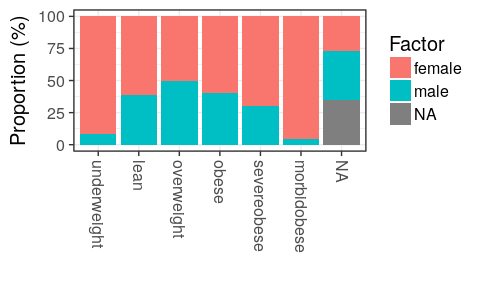 Proportion (%)
100
75
50
25
0
underweight
lean
overweight
obese
severeobese
morbidobese
NA
Factor
female
male
NA